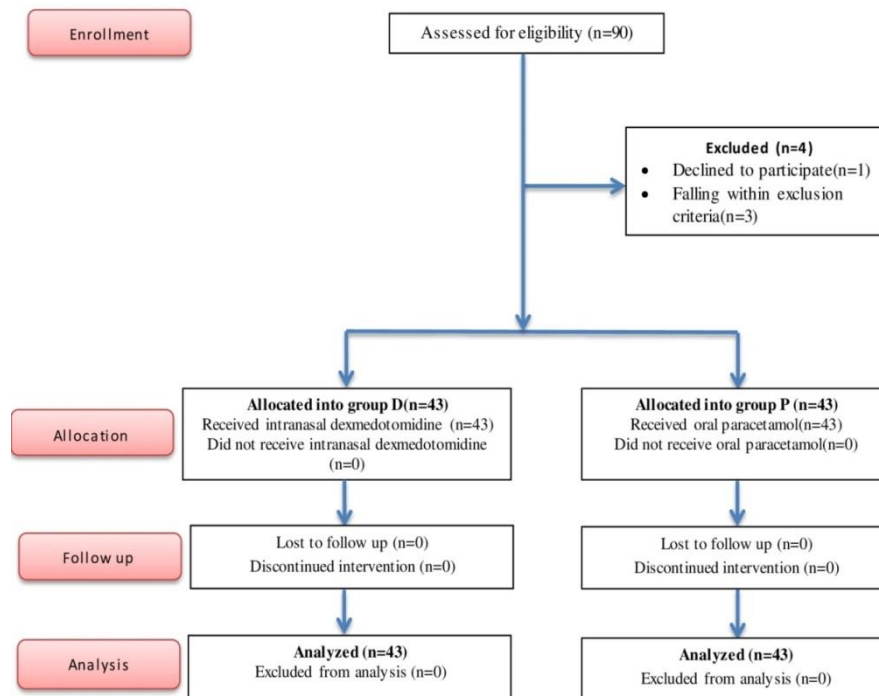 Enrollment
Assessed for eligibility (n=90)
Excluded (n=4)
• Declined to participate(n=1)
• Falling within exclusion
criteria(n=3)
Allocation
Allocated into group D(n=43)
Received intranasal dexmedotomidine (n=43)
Did not receive intranasal dexmedotomidine
(n=0)
Allocated into group P (n=43)
Received oral paracetamol(n=43)
Did not receive oral paracetamol(n=0)
Follow up
Lost to follow up (n=0)
Discontinued intervention (n=0)
Lost to follow up (n=0)
Discontinued intervention (n=0)
Analysis
Analyzed (n=43)
Excluded from analysis (n=0)
Analyzed (n=43)
Excluded from analysis (n=0)